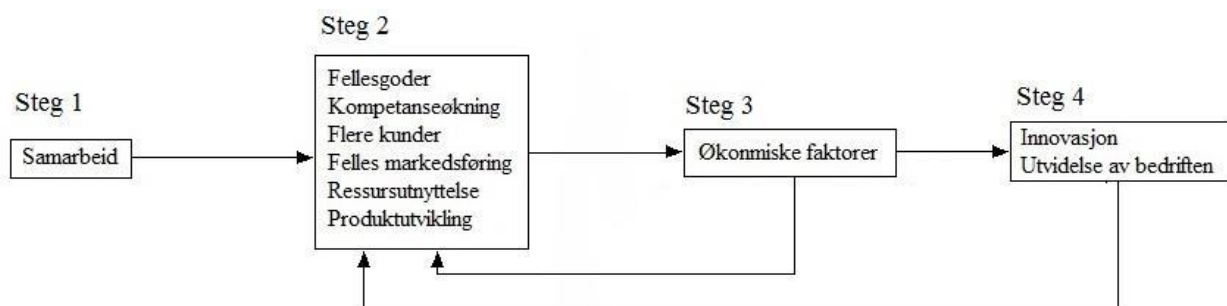 Steg 1
Samarbeid
Steg 2
Fellesgoder
Kompetanseøkning
Flere kunder
Felles markedsføring
Ressursutnyttelse
Produktutvikling
Steg 3
Økonmiske faktorer
Steg 4
Innovasjon
Utvidelse av bedriften